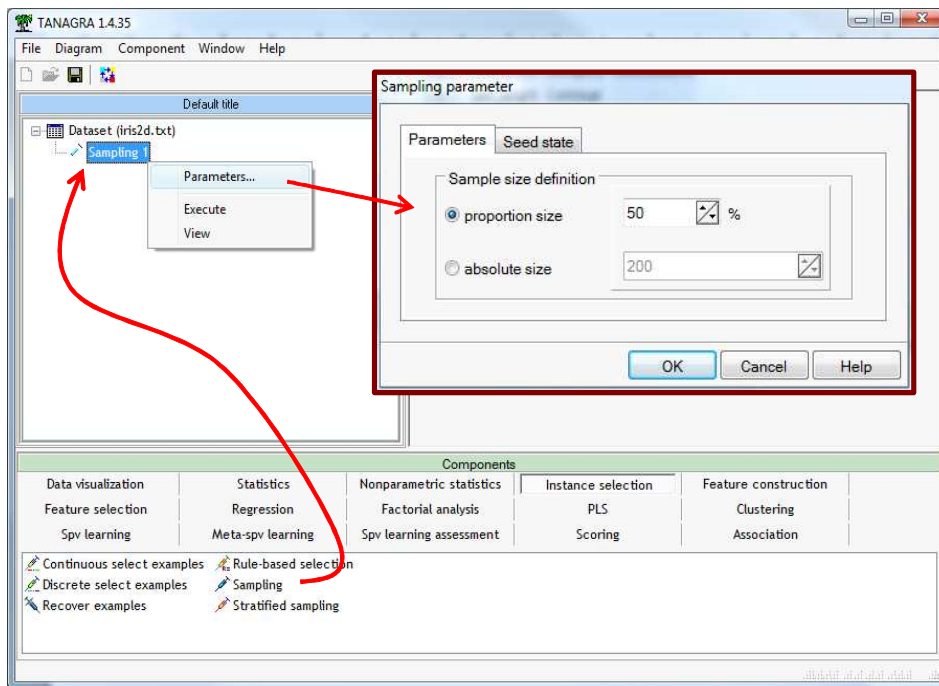 TANAGRA 1.4.35
File Diagram Component Window Help
Default title
Dataset (iris2d.txt)
Sampling 1
Parameters...
Execute
View
Sampling parameter
Parameters Seed state
Sample size definition
proportion size 50 %
absolute size 200
OK Cancel Help
Components
Data visualization Statistics Nonparametric statistics Instance selection Feature construction
Feature selection Regression Factorial analysis PLS Clustering
Spv learning Meta-spv learning Spv learning assessment Scoring Association
Continuous select examples Rule-based selection
Discrete select examples Sampling
Recover examples Stratified sampling